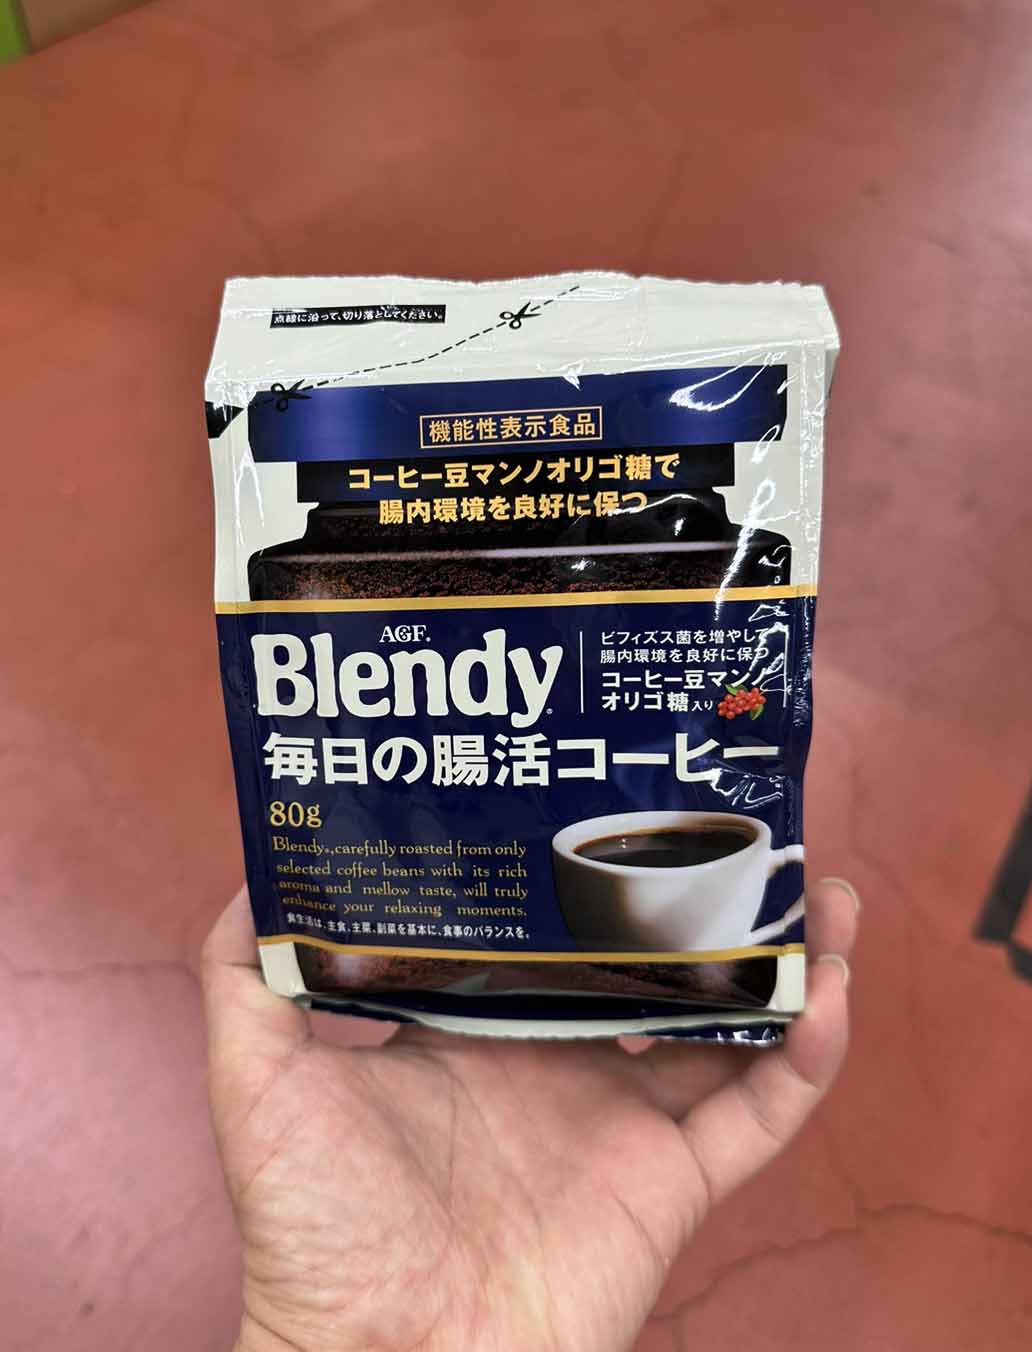 点線に沿って、切り落としてください。
機能性表示食品
コーヒー豆マンノオリゴ糖で
腸内環境を良好に保つ
AGF®
Blendy®
ビフィズス菌を増やして
腸内環境を良好に保つ
コーヒー豆マンノ
オリゴ糖入り
毎日の腸活コーヒー
80g
Blendy®, carefully roasted from only
selected coffee beans with its rich
aroma and mellow taste, will truly
enhance your relaxing moments.
食生活は、主食、主菜、副菜を基本に、食事のバランスを。